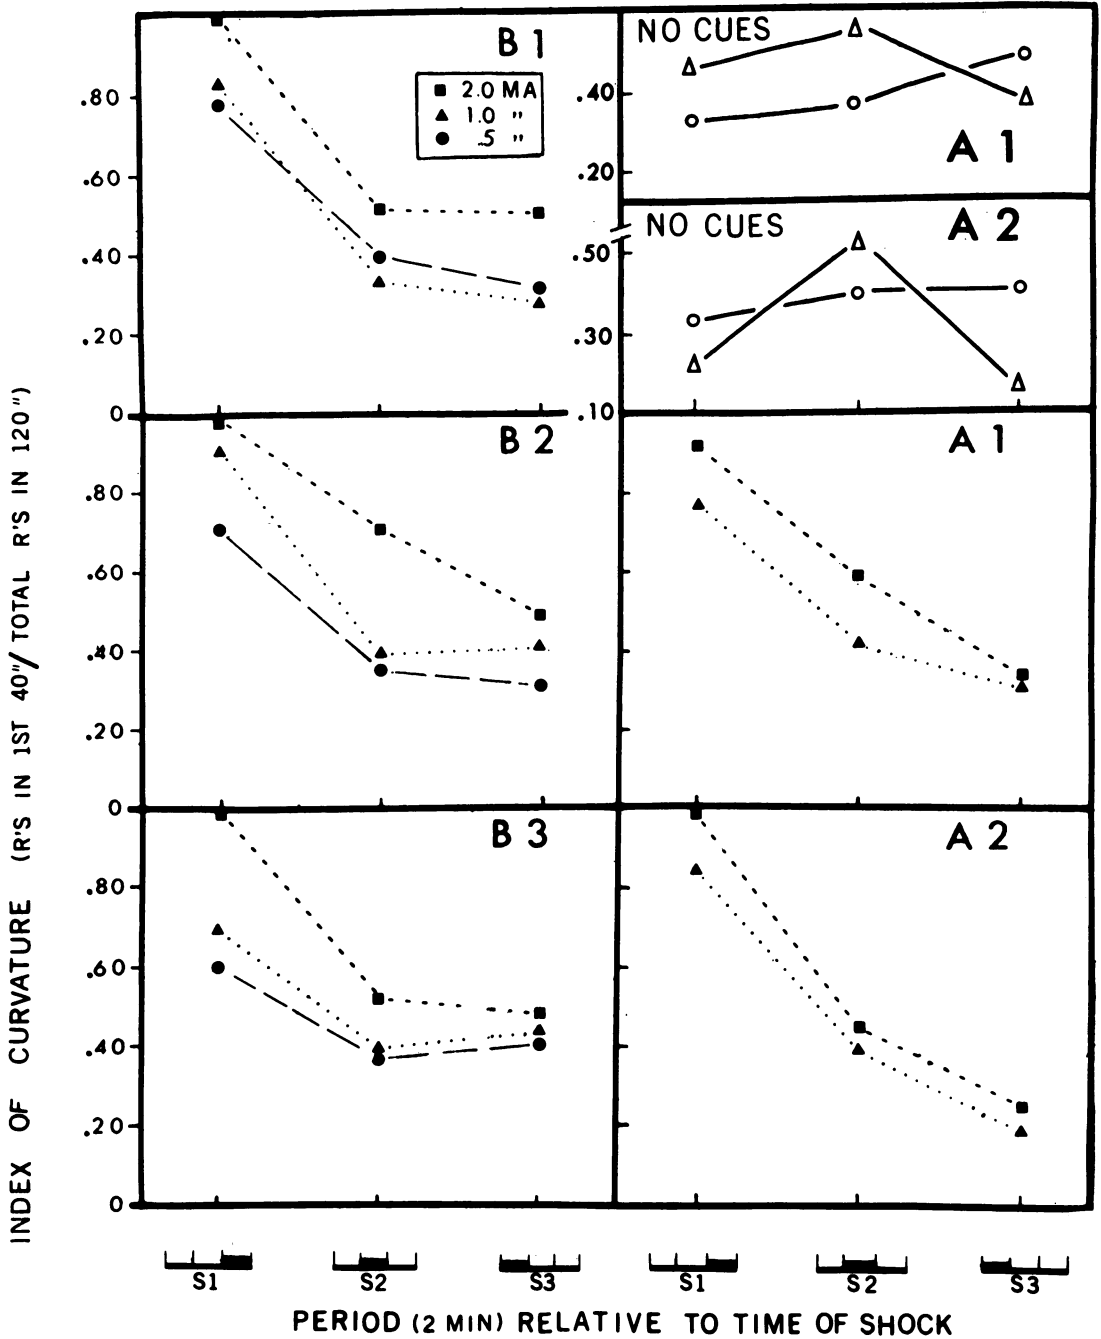 B 1
2.0 MA
1.0 "
.5 "
.80
.60
.40
.20
0
NO CUES
A 1
.40
.20
NO CUES
A 2
.50
.30
.10
B 2
.80
.60
.40
.20
0
A 1
B 3
.80
.60
.40
.20
0
A 2
INDEX OF CURVATURE (R'S IN 1ST 40"/TOTAL R'S IN 120")
S1 S2 S3 S1 S2 S3
PERIOD (2 MIN) RELATIVE TO TIME OF SHOCK